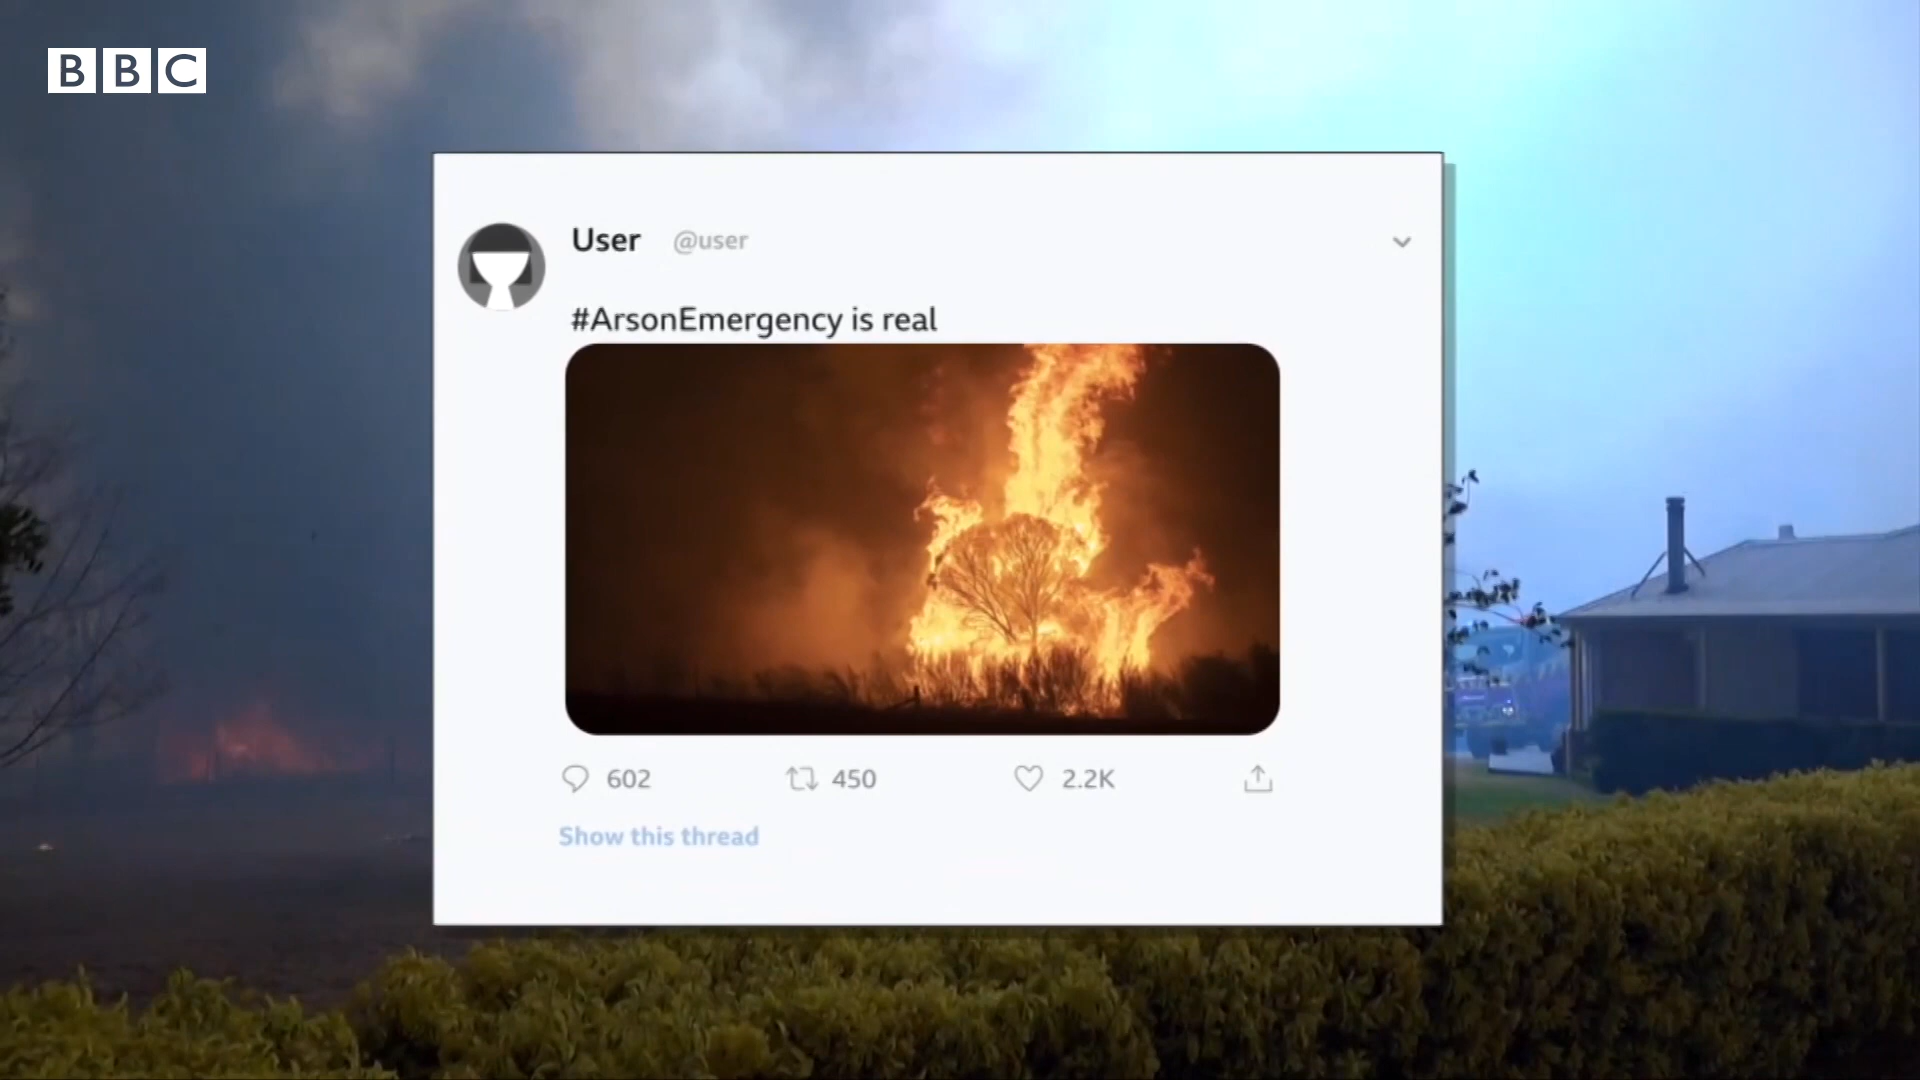 BBC
User @user
#ArsonEmergency is real
602 450 2.2K
Show this thread